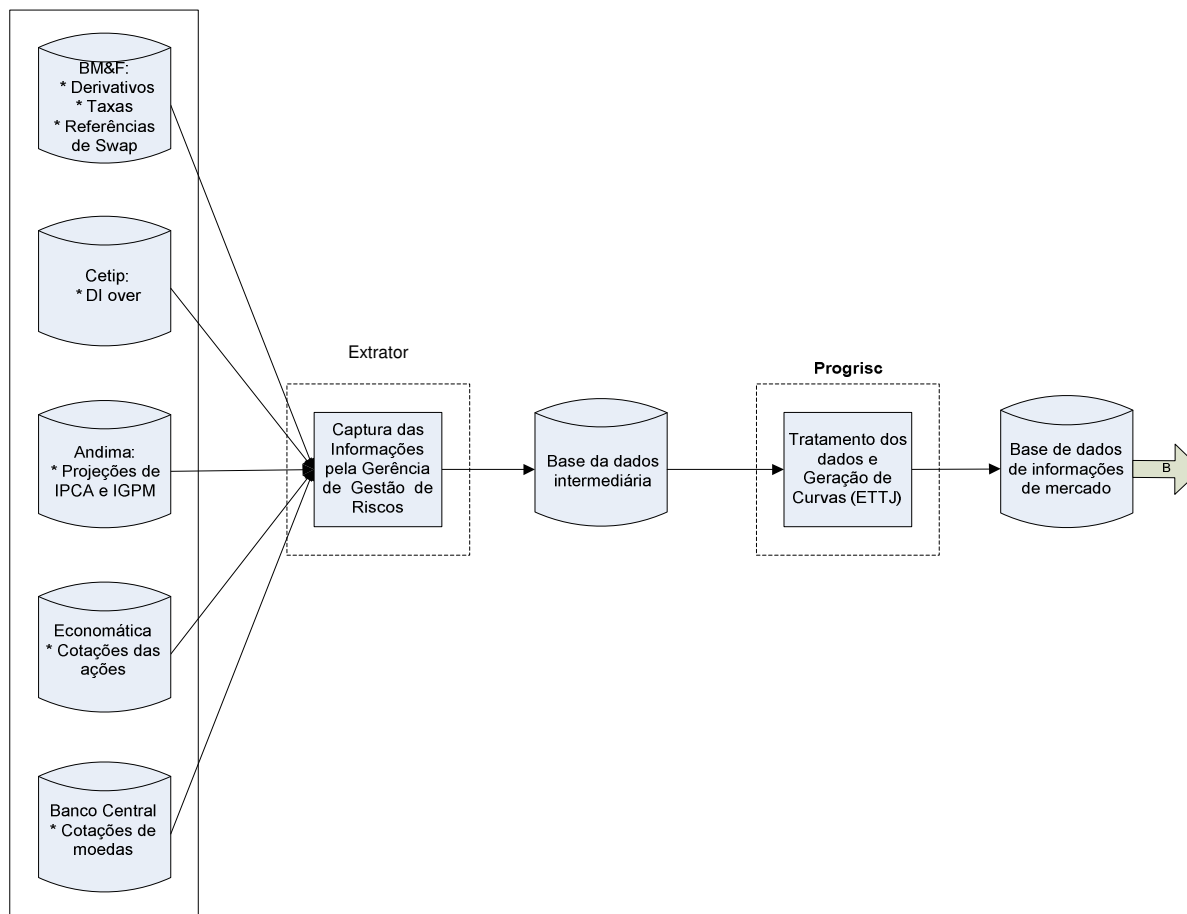 BM&F:
* Derivativos
* Taxas
* Referências
de Swap
Cetip:
* DI over
Andima:
* Projeções de
IPCA e IGPM
Economática
* Cotações das
ações
Banco Central
* Cotações de
moedas
Extrator
Captura das
Informações
pela Gerência
de Gestão de
Riscos
Base da dados
intermediária
Progrisc
Tratamento dos
dados e
Geração de
Curvas (ETTJ)
Base de dados
de informações
de mercado
B